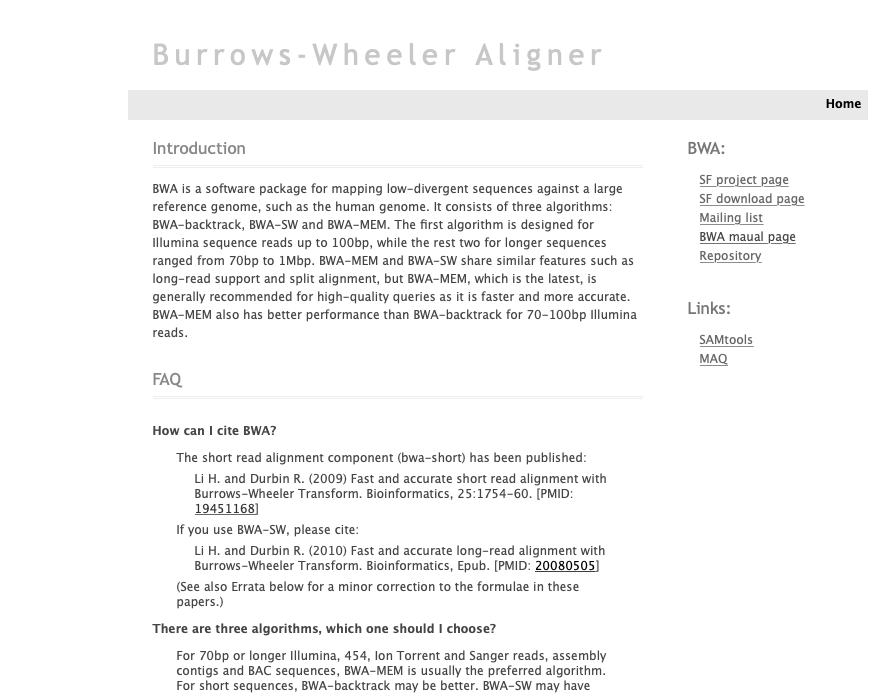 Burrows-Wheeler Aligner
Home
Introduction
BWA is a software package for mapping low-divergent sequences against a large
reference genome, such as the human genome. It consists of three algorithms:
BWA-backtrack, BWA-SW and BWA-MEM. The first algorithm is designed for
Illumina sequence reads up to 100bp, while the rest two for longer sequences
ranged from 70bp to 1Mbp. BWA-MEM and BWA-SW share similar features such as
long-read support and split alignment, but BWA-MEM, which is the latest, is
generally recommended for high-quality queries as it is faster and more accurate.
BWA-MEM also has better performance than BWA-backtrack for 70-100bp Illumina
reads.
FAQ
How can I cite BWA?
The short read alignment component (bwa-short) has been published:
Li H. and Durbin R. (2009) Fast and accurate short read alignment with
Burrows-Wheeler Transform. Bioinformatics, 25:1754-60. [PMID:
19451168]
If you use BWA-SW, please cite:
Li H. and Durbin R. (2010) Fast and accurate long-read alignment with
Burrows-Wheeler Transform. Bioinformatics, Epub. [PMID: 20080505]
(See also Errata below for a minor correction to the formulae in these
papers.)
There are three algorithms, which one should I choose?
For 70bp or longer Illumina, 454, Ion Torrent and Sanger reads, assembly
contigs and BAC sequences, BWA-MEM is usually the preferred algorithm.
For short sequences, BWA-backtrack may be better. BWA-SW may have
BWA:
SF project page
SF download page
Mailing list
BWA maual page
Repository
Links:
SAMtools
MAQ